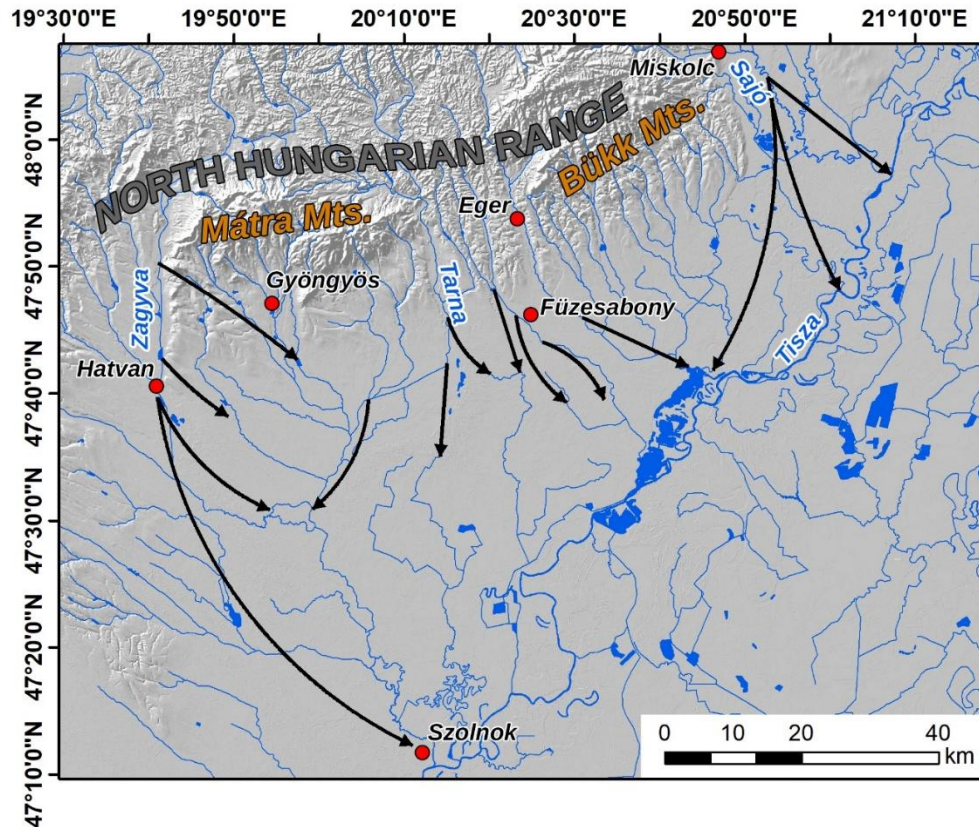 19°30'0"E 19°50'0"E 20°10'0"E 20°30'0"E 20°50'0"E 21°10'0"E
48°0'0"N
47°50'0"N
47°40'0"N
47°30'0"N
47°20'0"N
47°10'0"N
Miskolc
Sajó
NORTH HUNGARIAN RANGE
Bükk Mts.
Mátra Mts.
Eger
Zagyva
Gyöngyös
Tarna
Füzesabony
Tisza
Hatvan
Szolnok
0 10 20 40
km